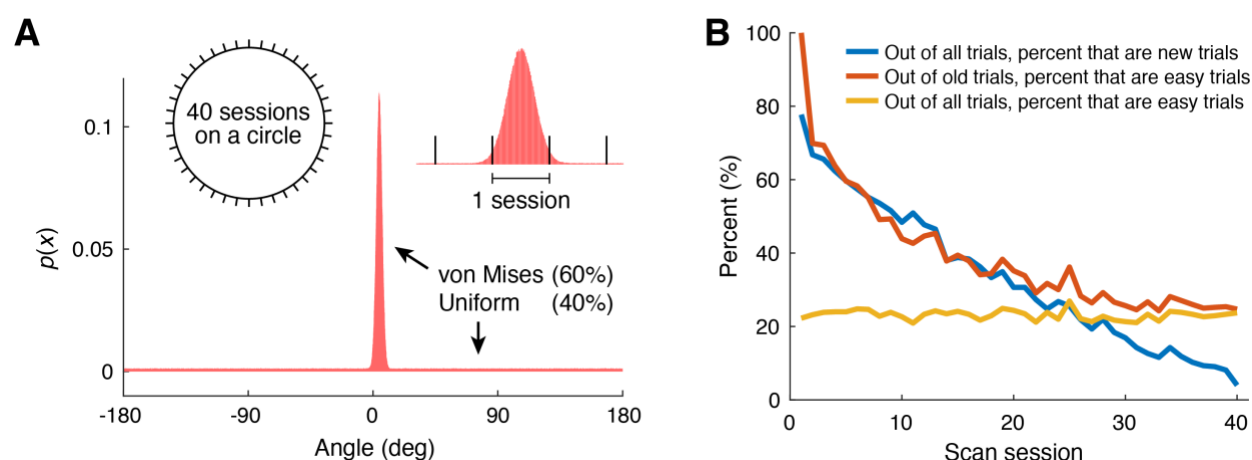 A
40 sessions
on a circle
1 session
von Mises (60%)
Uniform (40%)
p(x)
0.1
0.05
0
-180
-90
0
90
180
Angle (deg)
B
Out of all trials, percent that are new trials
Out of old trials, percent that are easy trials
Out of all trials, percent that are easy trials
Percent (%)
100
80
60
40
20
0
0
10
20
30
40
Scan session